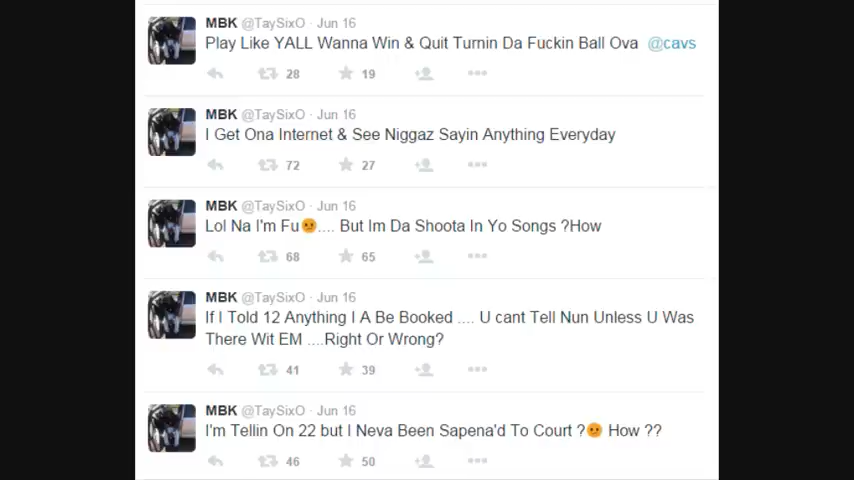 MBK @TaySixO · Jun 16
Play Like YALL Wanna Win & Quit Turnin Da Fuckin Ball Ova @cavs
28 19
MBK @TaySixO · Jun 16
I Get Ona Internet & See Niggaz Sayin Anything Everyday
72 27
MBK @TaySixO · Jun 16
Lol Na I'm Fu😐.... But Im Da Shoota In Yo Songs ?How
68 65
MBK @TaySixO · Jun 16
If I Told 12 Anything I A Be Booked .... U cant Tell Nun Unless U Was
There Wit EM ....Right Or Wrong?
41 39
MBK @TaySixO · Jun 16
I'm Tellin On 22 but I Neva Been Sapena'd To Court ?😐 How ??
46 50